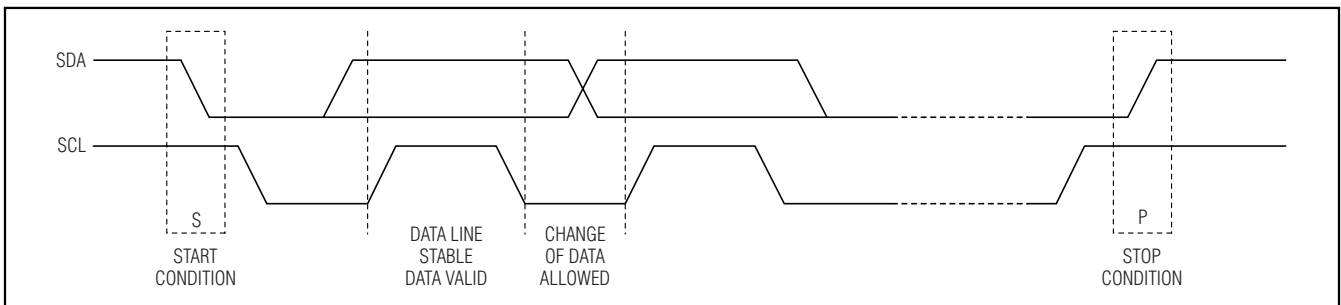 SDA
SCL
S
START
CONDITION
DATA LINE
STABLE
DATA VALID
CHANGE
OF DATA
ALLOWED
P
STOP
CONDITION